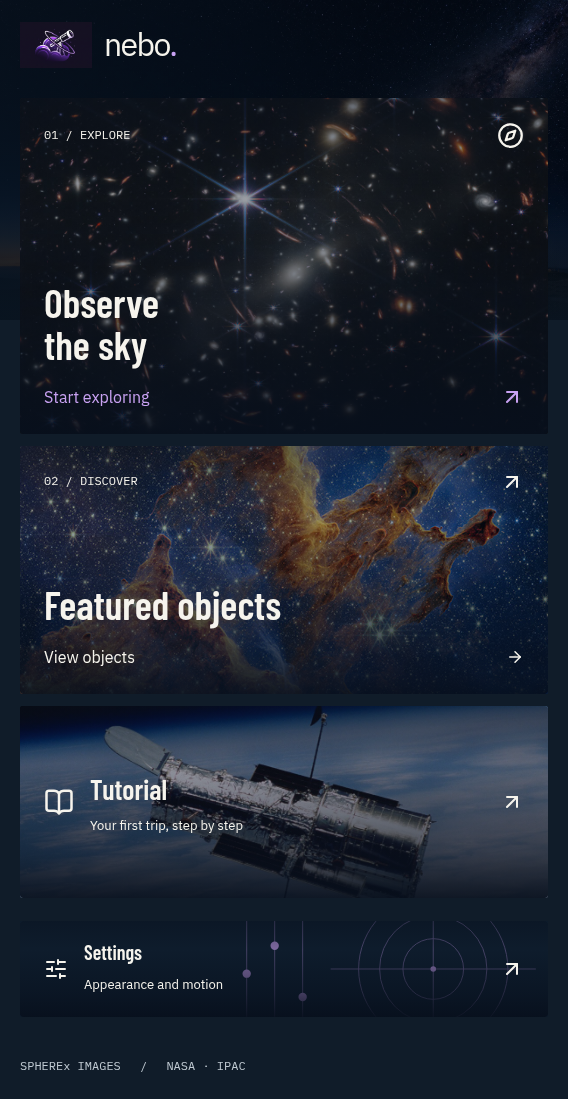 nebo.
01 / EXPLORE
Observe
the sky
Start exploring
02 / DISCOVER
Featured objects
View objects
Tutorial
Your first trip, step by step
Settings
Appearance and motion
SPHEREx IMAGES / NASA · IPAC